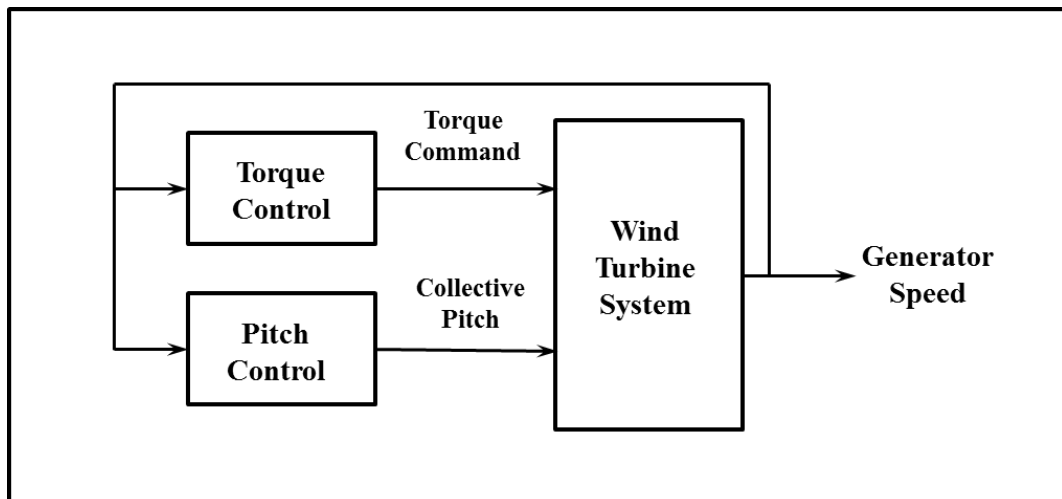 Torque
Command
Torque
Control
Wind
Turbine
System
Generator
Speed
Collective
Pitch
Pitch
Control